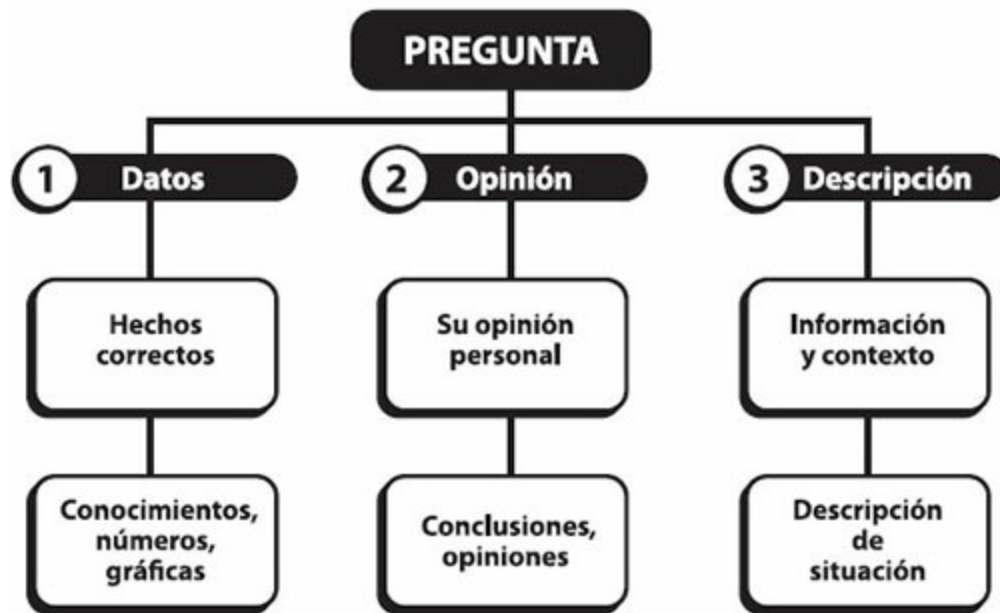 PREGUNTA
1 Datos
2 Opinión
3 Descripción
Hechos
correctos
Su opinión
personal
Información
y contexto
Conocimientos,
números,
gráficas
Conclusiones,
opiniones
Descripción
de
situación